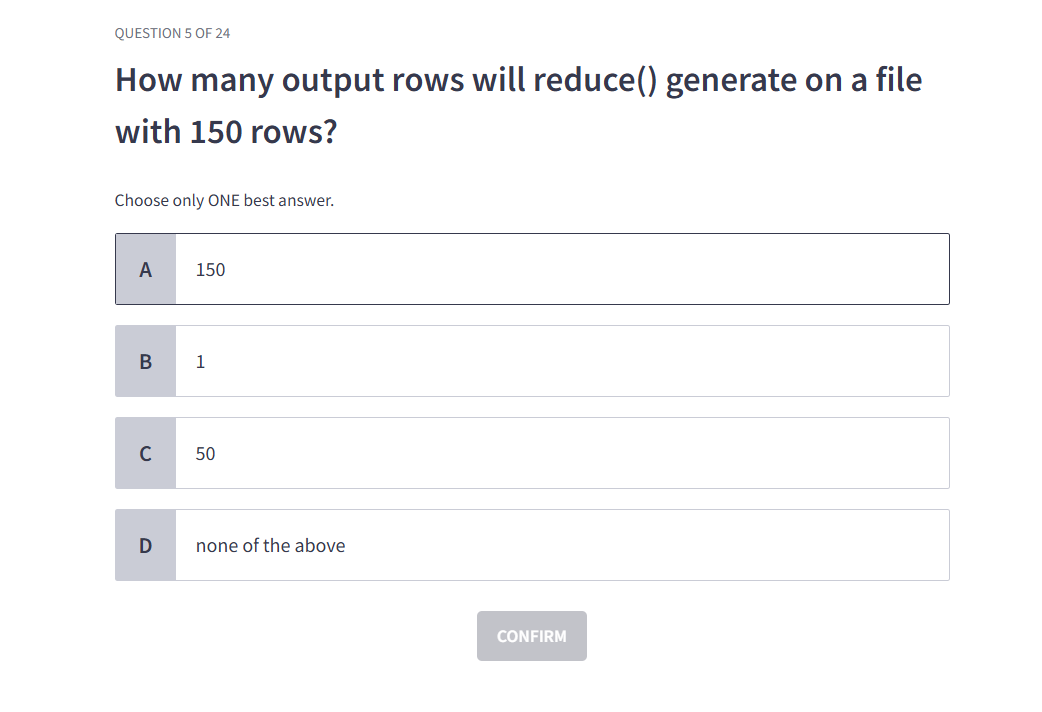 QUESTION 5 OF 24
How many output rows will reduce() generate on a file
with 150 rows?
Choose only ONE best answer.
A 150
B 1
C 50
D none of the above
CONFIRM